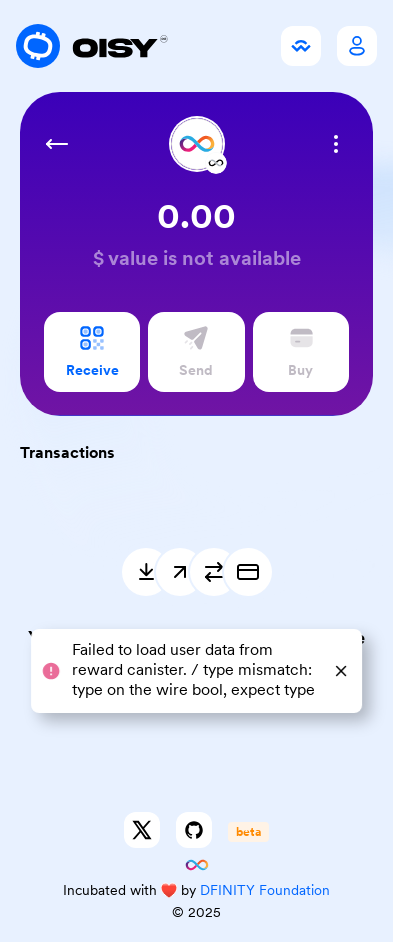 OISY
0.00
$ value is not available
Receive
Send
Buy
Transactions
Failed to load user data from
reward canister. / type mismatch:
type on the wire bool, expect type
beta
Incubated with ❤️ by DFINITY Foundation
© 2025